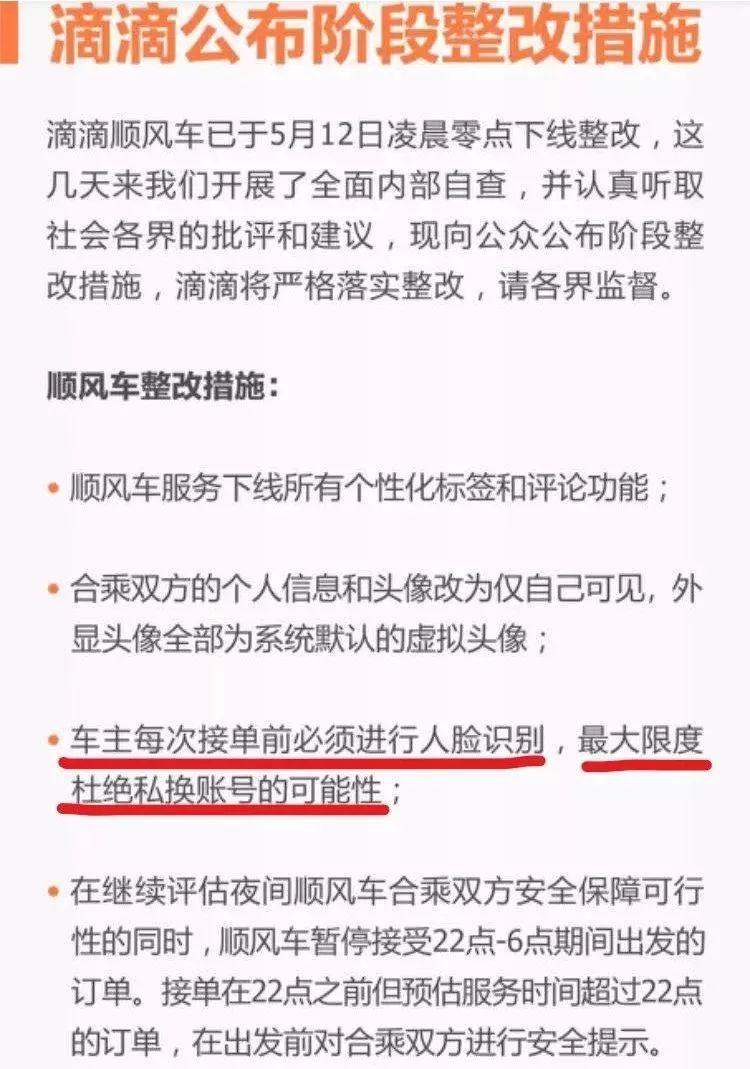 滴滴公布阶段整改措施
滴滴顺风车已于5月12日凌晨零点下线整改，这
几天来我们开展了全面内部自查，并认真听取
社会各界的批评和建议，现向公众公布阶段整
改措施，滴滴将严格落实整改，请各界监督。
顺风车整改措施：
• 顺风车服务下线所有个性化标签和评论功能；
• 合乘双方的个人信息和头像改为仅自己可见，外
显头像全部为系统默认的虚拟头像；
• 车主每次接单前必须进行人脸识别，最大限度
杜绝私换账号的可能性；
• 在继续评估夜间顺风车合乘双方安全保障可行
性的同时，顺风车暂停接受22点-6点期间出发的
订单。接单在22点之前但预估服务时间超过22点
的订单，在出发前对合乘双方进行安全提示。